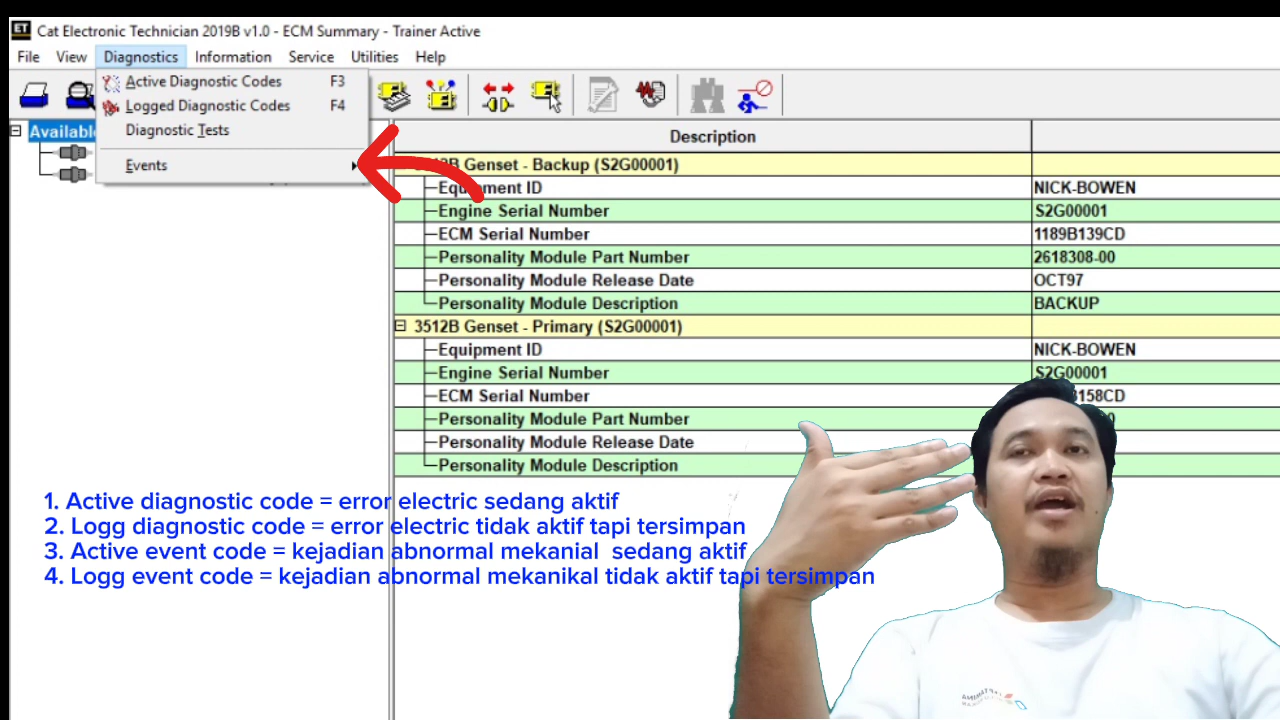 Cat Electronic Technician 2019B v1.0 - ECM Summary - Trainer Active
File View Diagnostics Information Service Utilities Help
Active Diagnostic Codes F3
Logged Diagnostic Codes F4
Diagnostic Tests
Events
Description
Genset - Backup (S2G00001)
Equipment ID NICK-BOWEN
Engine Serial Number S2G00001
ECM Serial Number 1189B139CD
Personality Module Part Number 2618308-00
Personality Module Release Date OCT97
Personality Module Description BACKUP
3512B Genset - Primary (S2G00001)
Equipment ID NICK-BOWEN
Engine Serial Number S2G00001
ECM Serial Number
Personality Module Part Number
Personality Module Release Date
Personality Module Description
1. Active diagnostic code = error electric sedang aktif
2. Logg diagnostic code = error electric tidak aktif tapi tersimpan
3. Active event code = kejadian abnormal mekanial sedang aktif
4. Logg event code = kejadian abnormal mekanikal tidak aktif tapi tersimpan